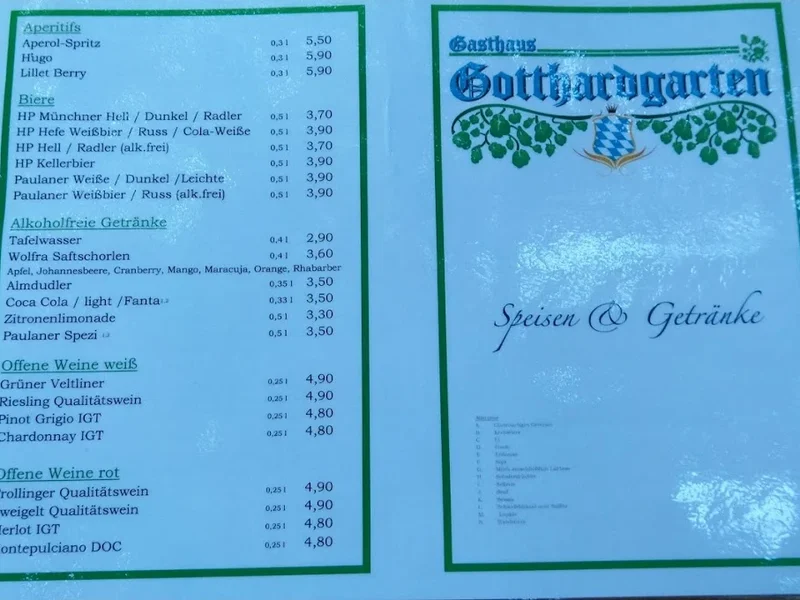 Aperitifs
Aperol-Spritz 0,3 l 5,50
Hugo 0,3 l 5,90
Lillet Berry 0,3 l 5,90
Biere
HP Münchner Hell / Dunkel / Radler 0,5 l 3,70
HP Hefe Weißbier / Russ / Cola-Weiße 0,5 l 3,90
HP Hell / Radler (alk.frei) 0,5 l 3,70
HP Kellerbier 0,5 l 3,90
Paulaner Weiße / Dunkel /Leichte 0,5 l 3,90
Paulaner Weißbier / Russ (alk.frei) 0,5 l 3,90
Alkoholfreie Getränke
Tafelwasser 0,4 l 2,90
Wolfra Saftschorlen 0,4 l 3,60
Apfel, Johannesbeere, Cranberry, Mango, Maracuja, Orange, Rhabarber
Almdudler 0,35 l 3,50
Coca Cola / light /Fanta 0,33 l 3,50
Zitronenlimonade 0,5 l 3,30
Paulaner Spezi 0,5 l 3,50
Offene Weine weiß
Grüner Veltliner 0,25 l 4,90
Riesling Qualitätswein 0,25 l 4,90
Pinot Grigio IGT 0,25 l 4,80
Chardonnay IGT 0,25 l 4,80
Offene Weine rot
rollinger Qualitätswein 0,25 l 4,90
weigelt Qualitätswein 0,25 l 4,90
erlot IGT 0,25 l 4,80
ontepulciano DOC 0,25 l 4,80
Gasthaus
Gotthardgarten
Speisen & Getränke